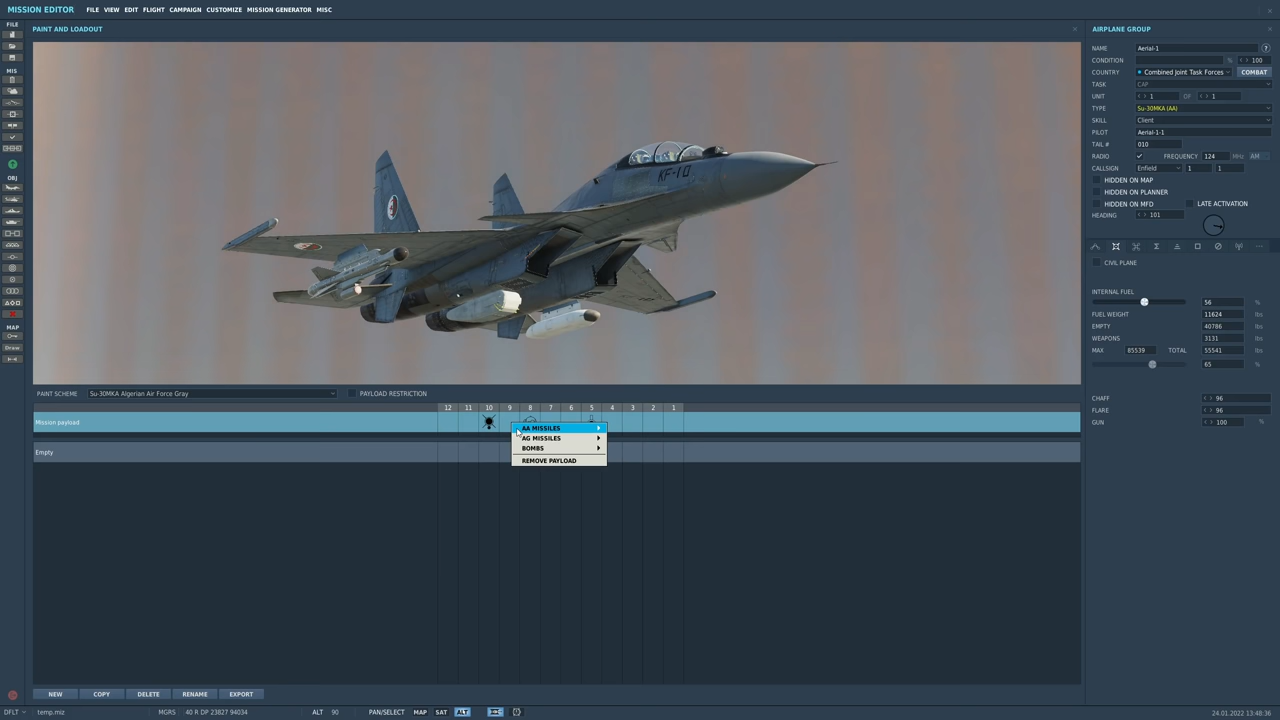 MISSION EDITOR FILE VIEW EDIT FLIGHT CAMPAIGN CUSTOMIZE MISSION GENERATOR MISC
FILE
MIS
OBJ
MAP
Draw
PAINT AND LOADOUT
KF-10
PAINT SCHEME Su-30MKA Algerian Air Force Gray PAYLOAD RESTRICTION
12 11 10 9 8 7 6 5 4 3 2 1
Mission payload
AA MISSILES
AG MISSILES
BOMBS
REMOVE PAYLOAD
Empty
NEW COPY DELETE RENAME EXPORT
AIRPLANE GROUP
NAME Aerial-1 ?
CONDITION % < > 100
COUNTRY Combined Joint Task Forces COMBAT
TASK CAP
UNIT < > 1 OF < > 1
TYPE Su-30MKA (AA)
SKILL Client
PILOT Aerial-1-1
TAIL # 010
RADIO FREQUENCY 124 MHz AM
CALLSIGN Enfield 1 1
HIDDEN ON MAP
HIDDEN ON PLANNER
HIDDEN ON MFD LATE ACTIVATION
HEADING < > 101
CIVIL PLANE
INTERNAL FUEL
56 %
FUEL WEIGHT 11624 lbs
EMPTY 40786 lbs
WEAPONS 3131 lbs
MAX 85539 TOTAL 55541 lbs
65 %
CHAFF < > 96
FLARE < > 96
GUN < > 100 %
DFLT temp.miz MGRS 40 R DP 23827 94034 ALT 90 PAN/SELECT MAP SAT ALT 24.01.2022 13:48:36